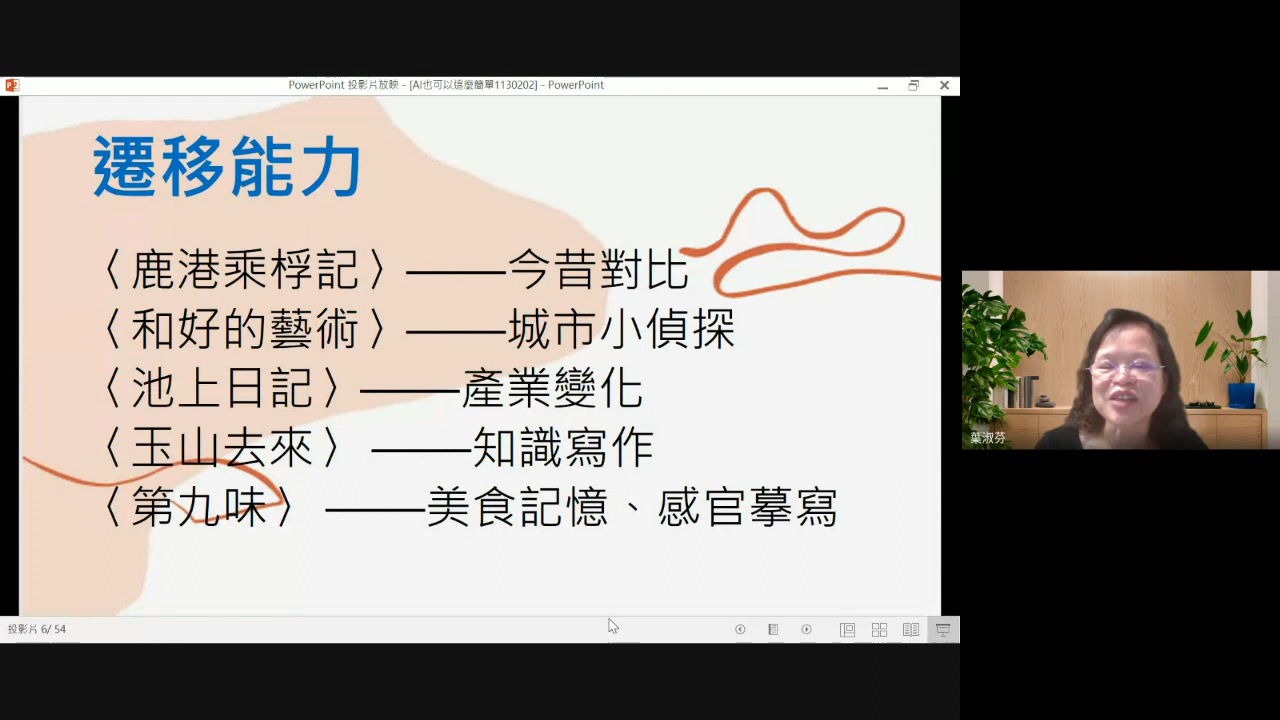 PowerPoint 投影片放映 - [AI也可以這麼簡單1130202] - PowerPoint
遷移能力
〈鹿港乘桴記〉——今昔對比
〈和好的藝術〉——城市小偵探
〈池上日記〉——產業變化
〈玉山去來〉——知識寫作
〈第九味〉——美食記憶、感官摹寫
葉淑芬
投影片 6/ 54